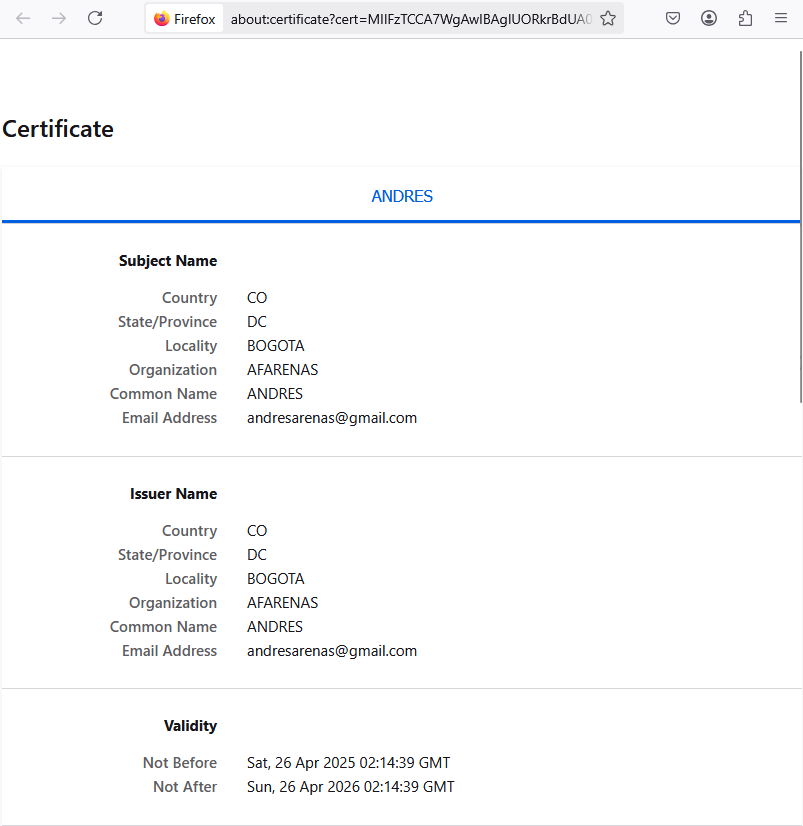 Firefox about:certificate?cert=MIIFzTCCA7WgAwIBAgIUORkrBdUA0
Certificate
ANDRES
Subject Name
Country CO
State/Province DC
Locality BOGOTA
Organization AFARENAS
Common Name ANDRES
Email Address andresarenas@gmail.com
Issuer Name
Country CO
State/Province DC
Locality BOGOTA
Organization AFARENAS
Common Name ANDRES
Email Address andresarenas@gmail.com
Validity
Not Before Sat, 26 Apr 2025 02:14:39 GMT
Not After Sun, 26 Apr 2026 02:14:39 GMT